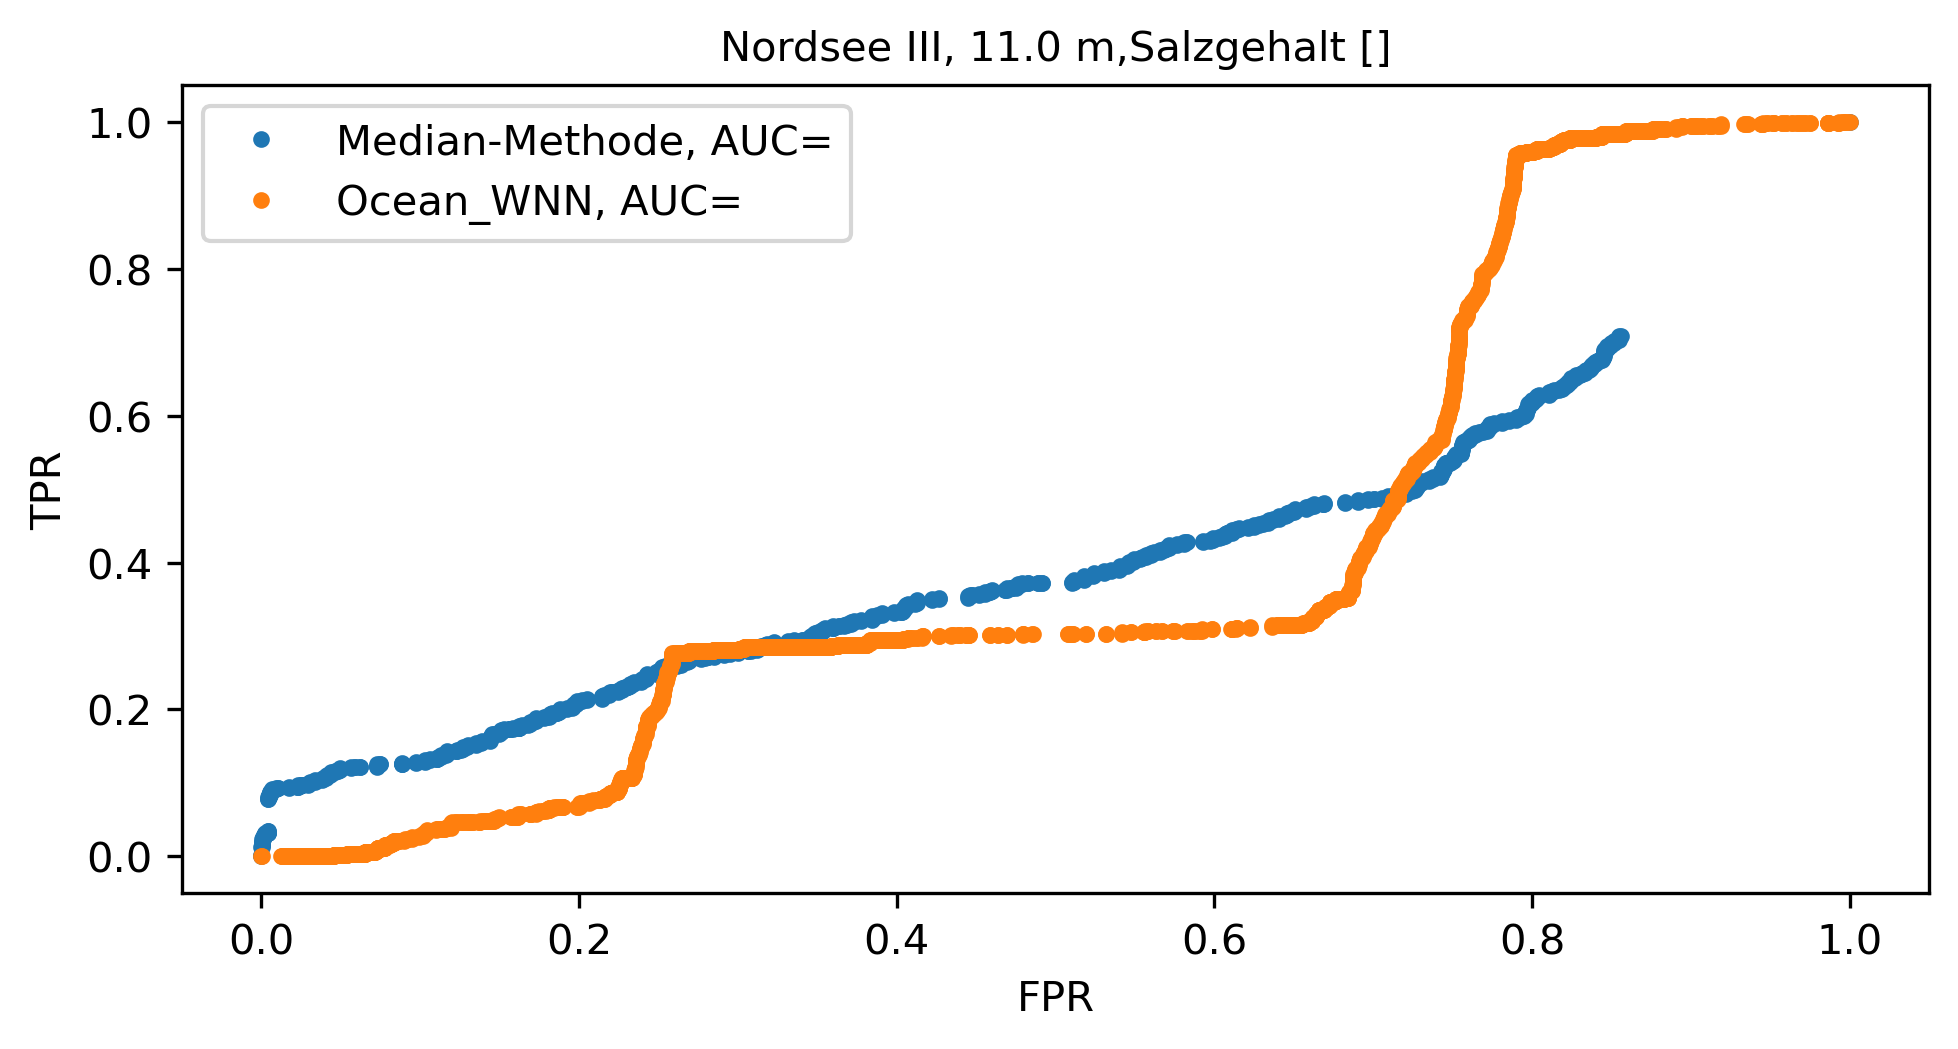 Nordsee III, 11.0 m,Salzgehalt []
Median-Methode, AUC=
Ocean_WNN, AUC=
1.0
0.8
0.6
0.4
0.2
0.0
TPR
0.0 0.2 0.4 0.6 0.8 1.0
FPR